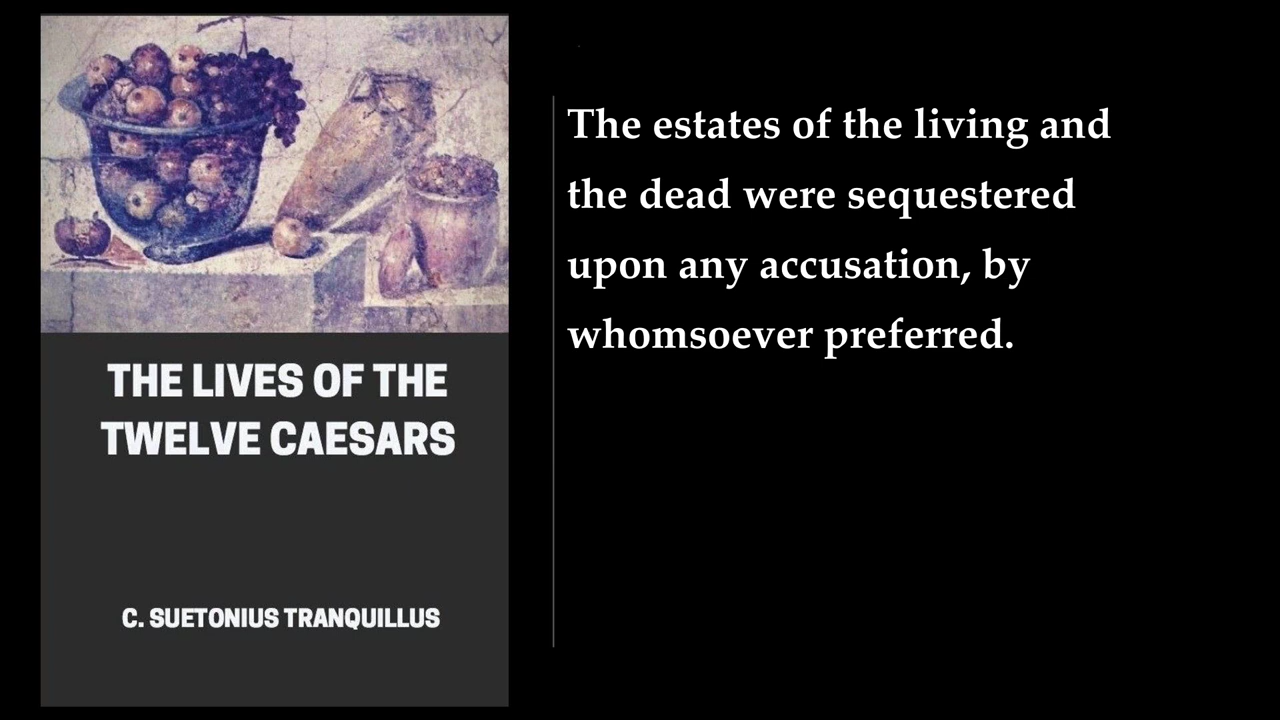 THE LIVES OF THE
TWELVE CAESARS
C. SUETONIUS TRANQUILLUS
The estates of the living and
the dead were sequestered
upon any accusation, by
whomsoever preferred.